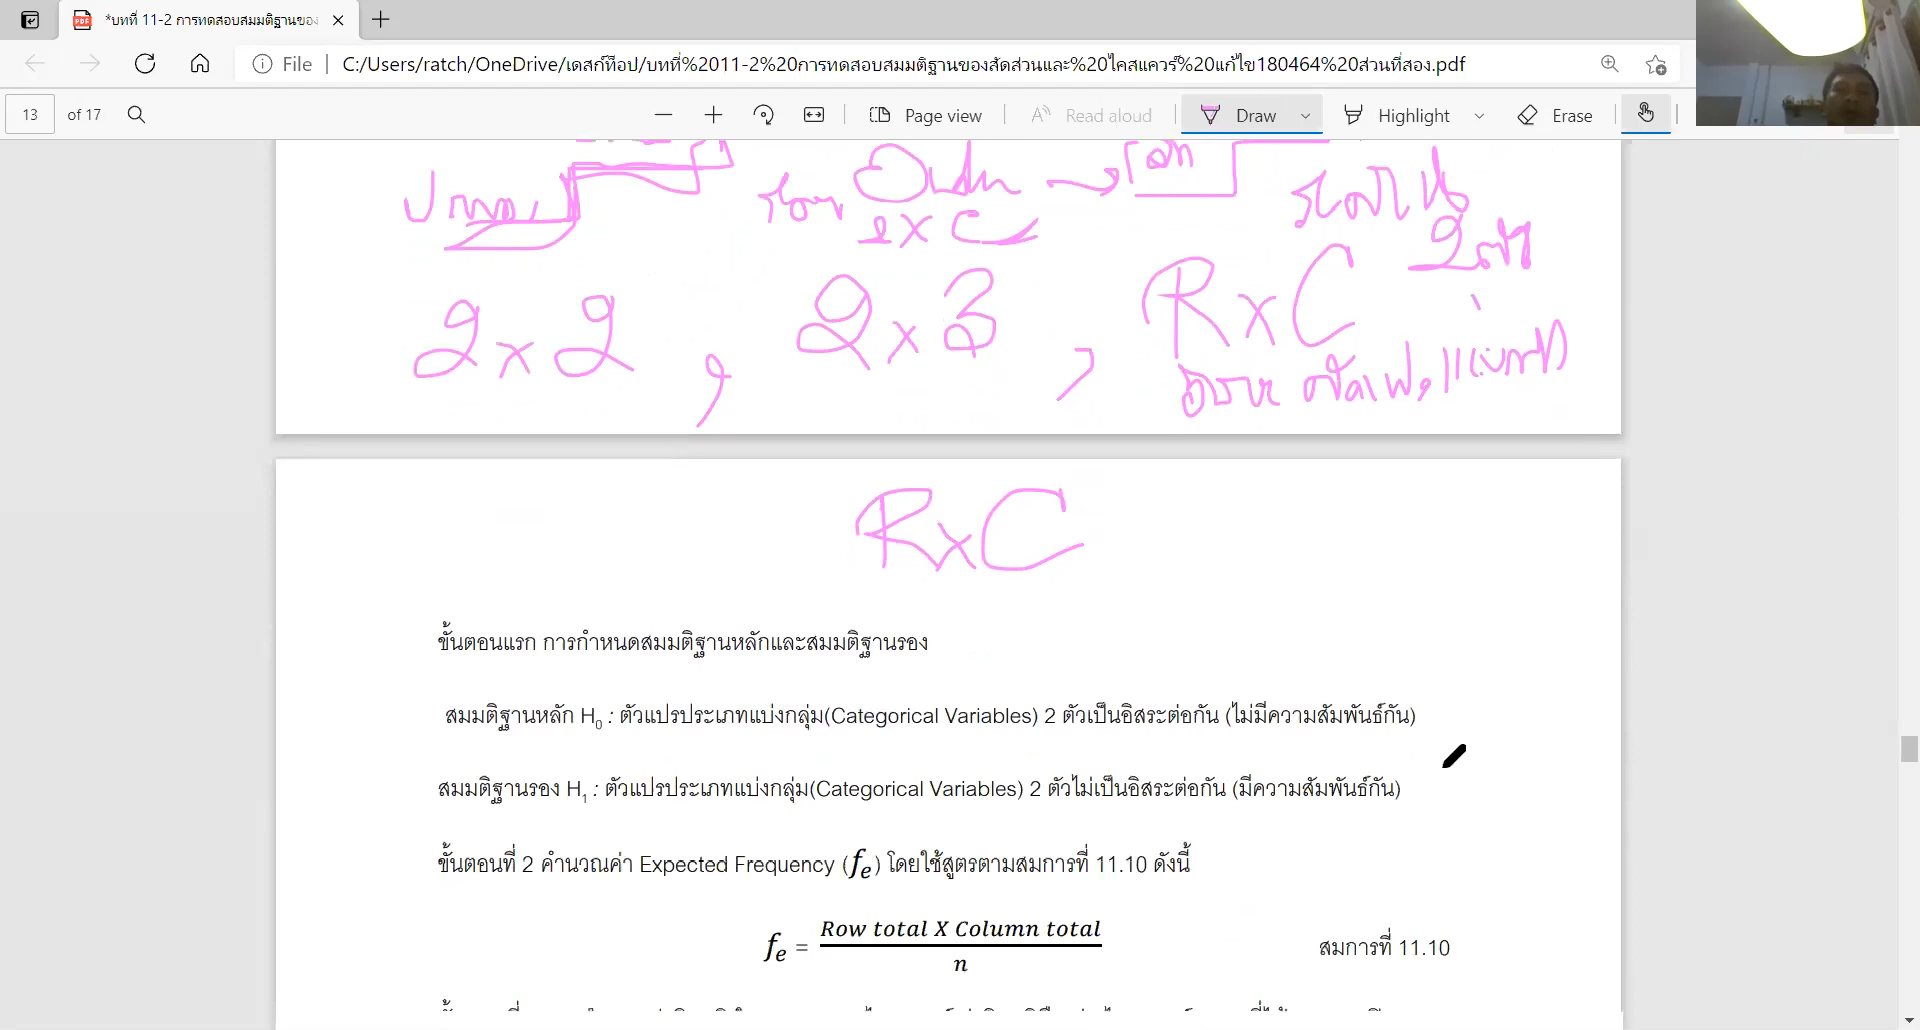 *บทที่ 11-2 การทดสอบสมมติฐานของ
File
C:/Users/ratch/OneDrive/เดสก์ท็อป/บทที่%2011-2%20การทดสอบสมมติฐานของสัดส่วนและ%20ไคสแควร์%20แก้ไข180464%20ส่วนที่สอง.pdf
13 of 17
Page view
Read aloud
Draw
Highlight
Erase
2 X C
2 x 2 , 2 x 3 , R x C
R x C
ขั้นตอนแรก การกำหนดสมมติฐานหลักและสมมติฐานรอง
สมมติฐานหลัก H0 : ตัวแปรประเภทแบ่งกลุ่ม(Categorical Variables) 2 ตัวเป็นอิสระต่อกัน (ไม่มีความสัมพันธ์กัน)
สมมติฐานรอง H1 : ตัวแปรประเภทแบ่งกลุ่ม(Categorical Variables) 2 ตัวไม่เป็นอิสระต่อกัน (มีความสัมพันธ์กัน)
ขั้นตอนที่ 2 คำนวณค่า Expected Frequency (fe) โดยใช้สูตรตามสมการที่ 11.10 ดังนี้
fe = Row total X Column total / n สมการที่ 11.10